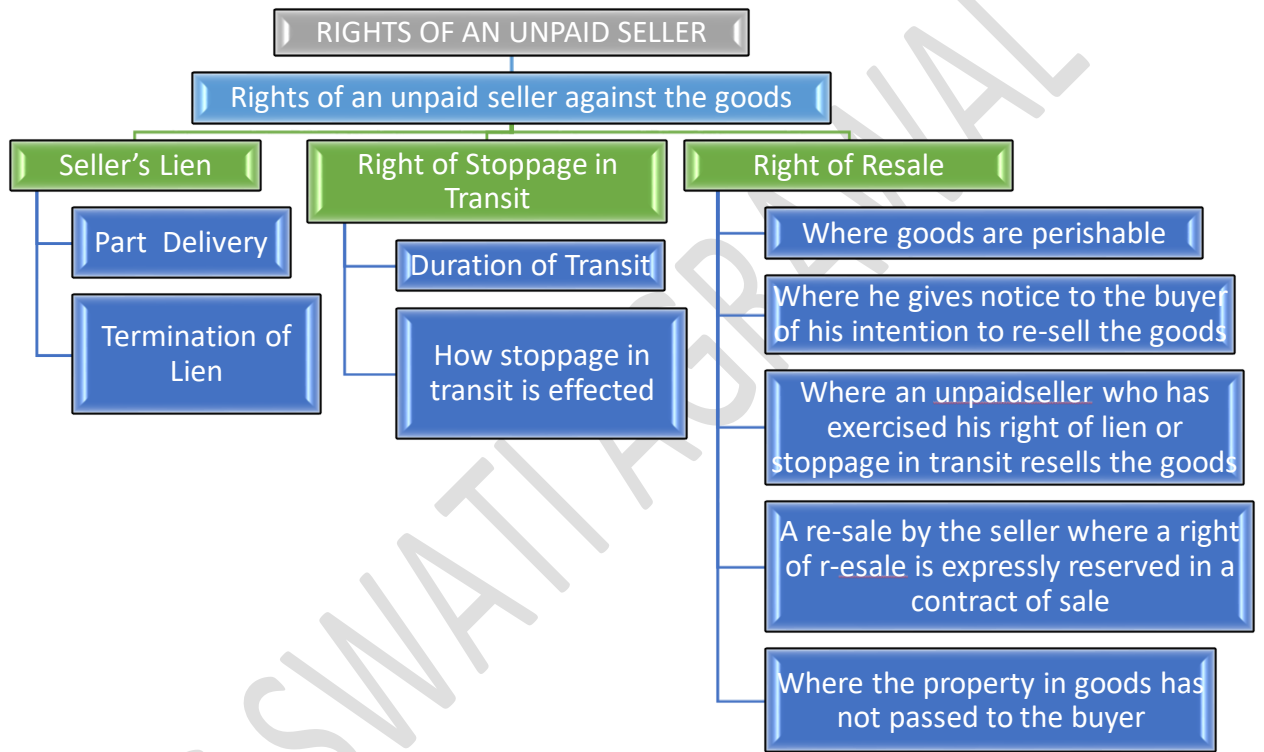 RIGHTS OF AN UNPAID SELLER
Rights of an unpaid seller against the goods
Seller's Lien
Part Delivery
Termination of
Lien
Right of Stoppage in
Transit
Duration of Transit
How stoppage in
transit is effected
Right of Resale
Where goods are perishable
Where he gives notice to the buyer
of his intention to re-sell the goods
Where an unpaidseller who has
exercised his right of lien or
stoppage in transit resells the goods
A re-sale by the seller where a right
of r-esale is expressly reserved in a
contract of sale
Where the property in goods has
not passed to the buyer
SWATI AGRAWAL